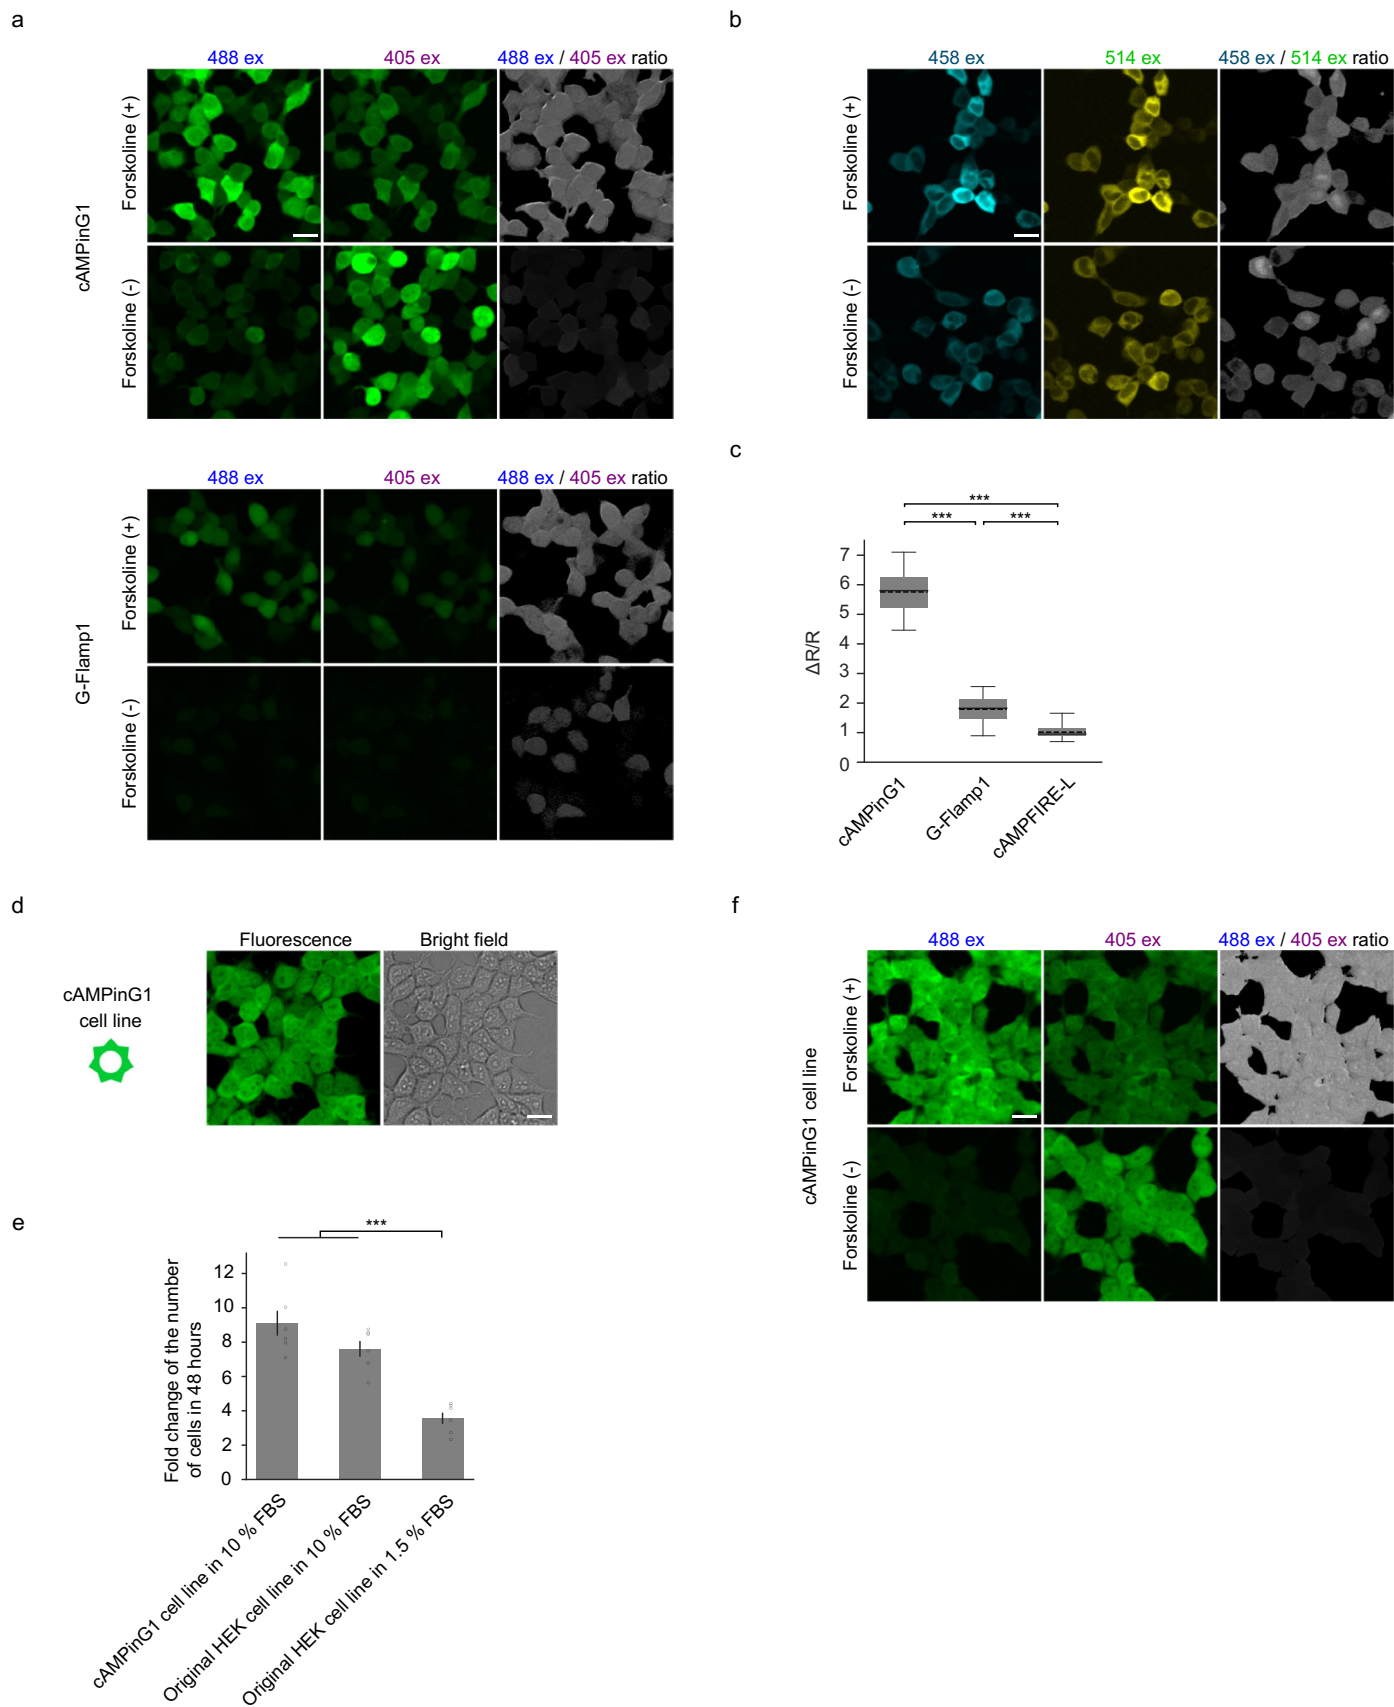 a
488 ex
405 ex
488 ex / 405 ex ratio
cAMPinG1
Forskoline (+)
Forskoline (-)
488 ex
405 ex
488 ex / 405 ex ratio
G-Flamp1
Forskoline (+)
Forskoline (-)
b
458 ex
514 ex
458 ex / 514 ex ratio
Forskoline (+)
Forskoline (-)
c
***
***
***
ΔR/R
7
6
5
4
3
2
1
0
cAMPinG1
G-Flamp1
cAMPFIRE-L
d
cAMPinG1
cell line
Fluorescence
Bright field
e
***
Fold change of the number
of cells in 48 hours
12
10
8
6
4
2
0
cAMPinG1 cell line in 10 % FBS
Original HEK cell line in 10 % FBS
Original HEK cell line in 1.5 % FBS
f
488 ex
405 ex
488 ex / 405 ex ratio
cAMPinG1 cell line
Forskoline (+)
Forskoline (-)